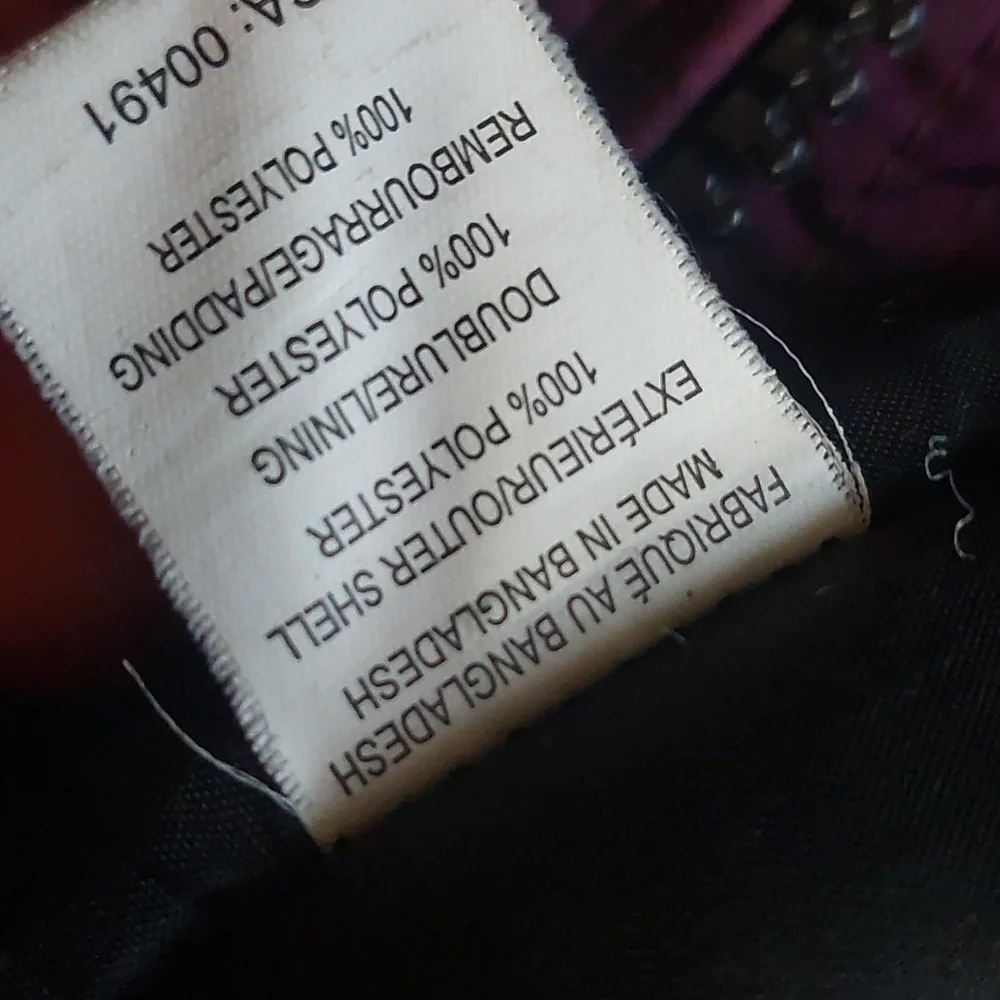 FABRIQUÉ AU BANGLADESH
MADE IN BANGLADESH
EXTÉRIEUR/OUTER SHELL
100% POLYESTER
DOUBLURE/LINING
100% POLYESTER
REMBOURRAGE/PADDING
100% POLYESTER
CA: 00491